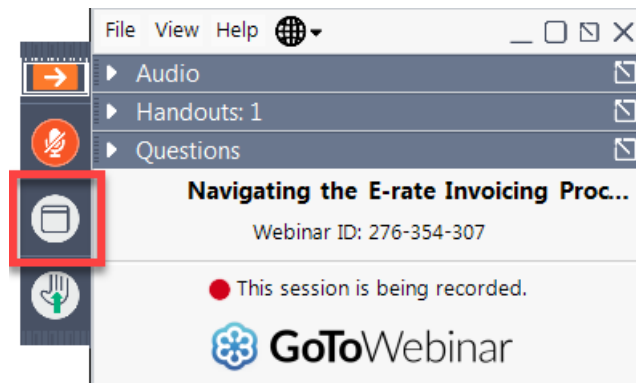 File View Help
Audio
Handouts: 1
Questions
Navigating the E-rate Invoicing Proc...
Webinar ID: 276-354-307
This session is being recorded.
GoToWebinar